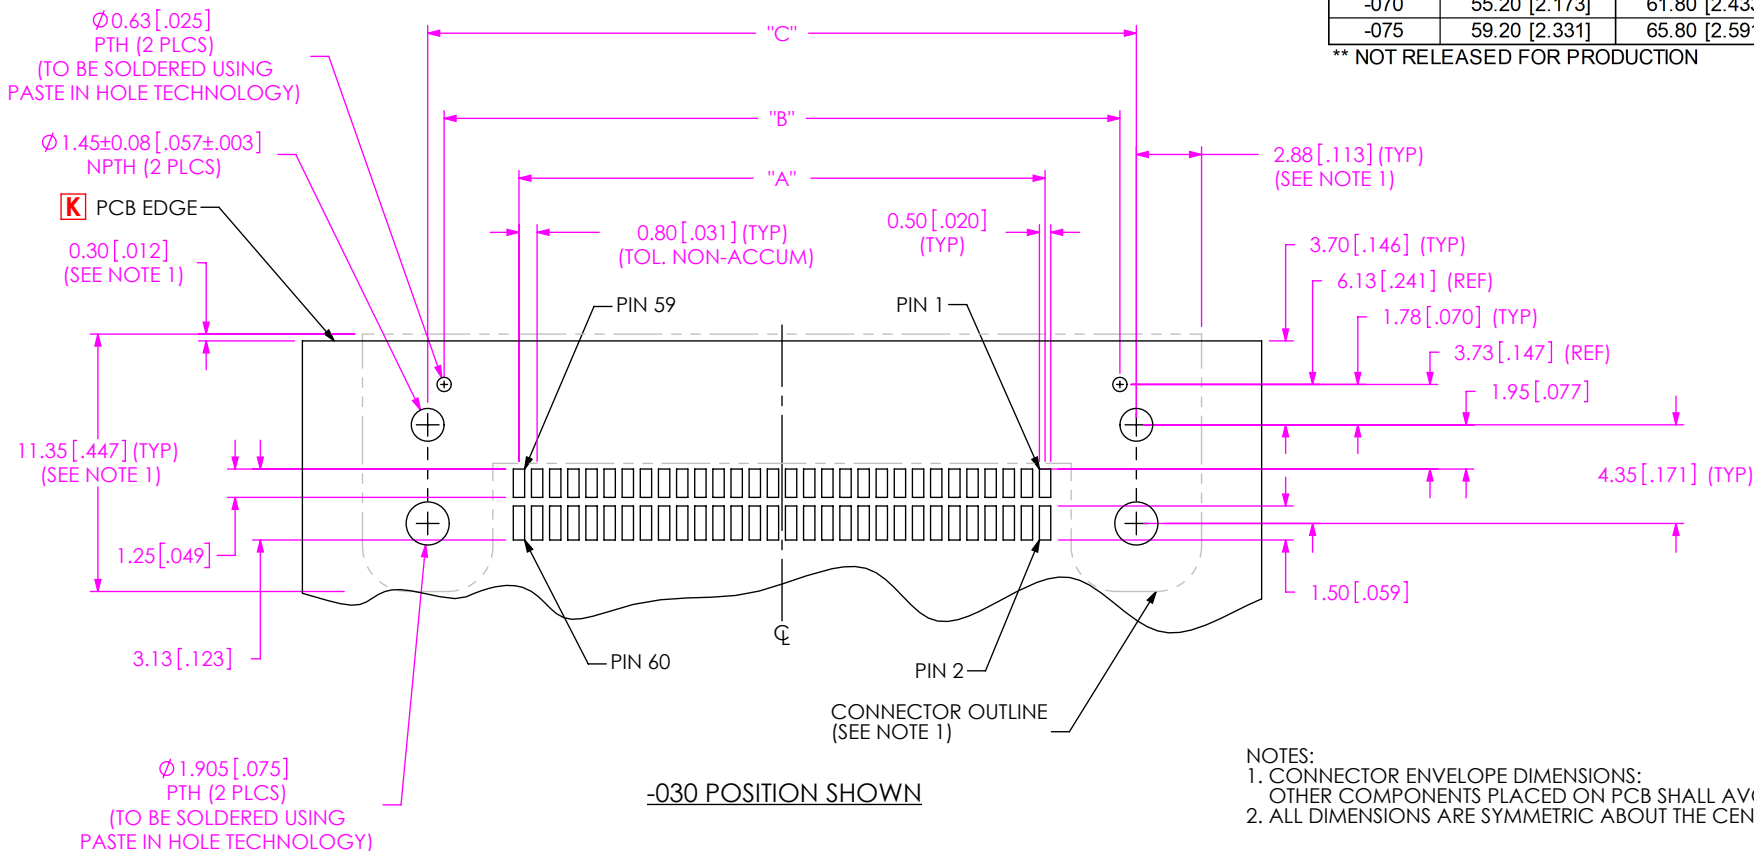 -070 55.20 [2.173] 61.80 [2.433
-075 59.20 [2.331] 65.80 [2.591
** NOT RELEASED FOR PRODUCTION
Ø0.63[.025]
PTH (2 PLCS)
(TO BE SOLDERED USING
PASTE IN HOLE TECHNOLOGY)
Ø1.45±0.08[.057±.003]
NPTH (2 PLCS)
K PCB EDGE
0.30[.012]
(SEE NOTE 1)
"C"
"B"
"A"
0.80[.031] (TYP)
(TOL. NON-ACCUM)
0.50[.020]
(TYP)
2.88[.113] (TYP)
(SEE NOTE 1)
3.70[.146] (TYP)
6.13[.241] (REF)
1.78[.070] (TYP)
3.73[.147] (REF)
1.95[.077]
4.35[.171] (TYP)
PIN 59
PIN 1
11.35[.447] (TYP)
(SEE NOTE 1)
1.25[.049]
3.13[.123]
1.50[.059]
℄
PIN 60
PIN 2
CONNECTOR OUTLINE
(SEE NOTE 1)
Ø1.905[.075]
PTH (2 PLCS)
(TO BE SOLDERED USING
PASTE IN HOLE TECHNOLOGY)
-030 POSITION SHOWN
NOTES:
1. CONNECTOR ENVELOPE DIMENSIONS:
OTHER COMPONENTS PLACED ON PCB SHALL AVO
2. ALL DIMENSIONS ARE SYMMETRIC ABOUT THE CEN